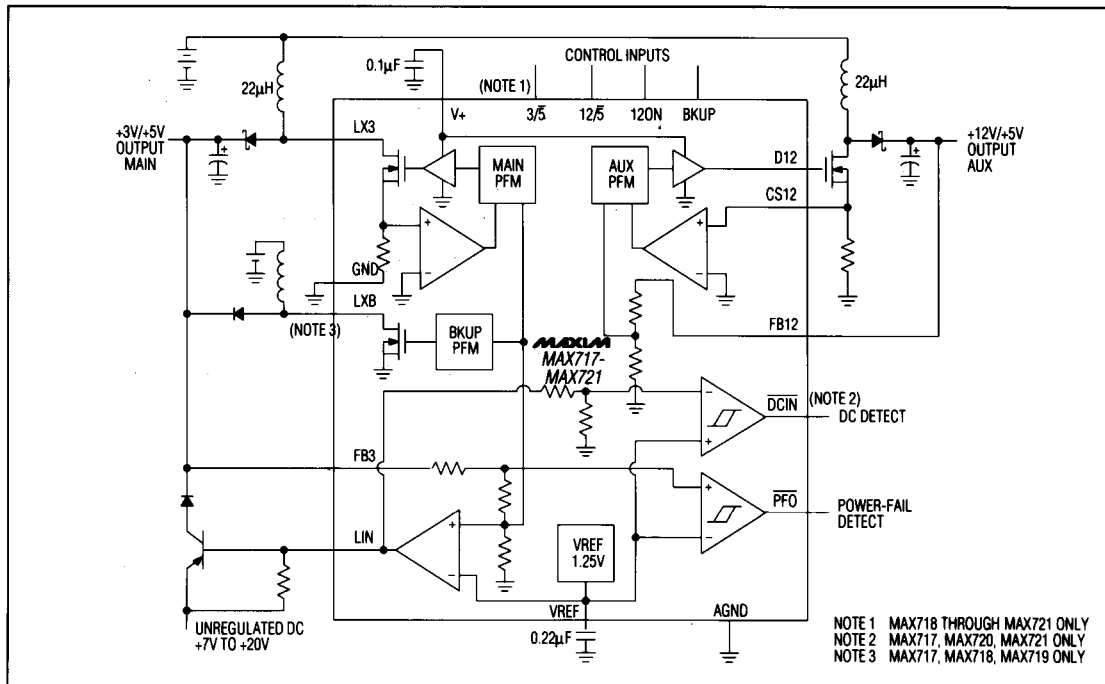 CONTROL INPUTS
0.1µF
(NOTE 1)
22µH
22µH
V+
3/5̅
12/5̅
12ON
BKUP
+3V/+5V
OUTPUT
MAIN
LX3
MAIN
PFM
AUX
PFM
D12
+12V/+5V
OUTPUT
AUX
CS12
+
−
+
−
GND
LXB
(NOTE 3)
BKUP
PFM
FB12
MAXIM
MAX717-
MAX721
−
+
D̅C̅I̅N̅
(NOTE 2)
DC DETECT
FB3
+
−
P̅F̅O̅
POWER-FAIL
DETECT
LIN
+
−
VREF
1.25V
UNREGULATED DC
+7V TO +20V
VREF
0.22µF
AGND
NOTE 1 MAX718 THROUGH MAX721 ONLY
NOTE 2 MAX717, MAX720, MAX721 ONLY
NOTE 3 MAX717, MAX718, MAX719 ONLY